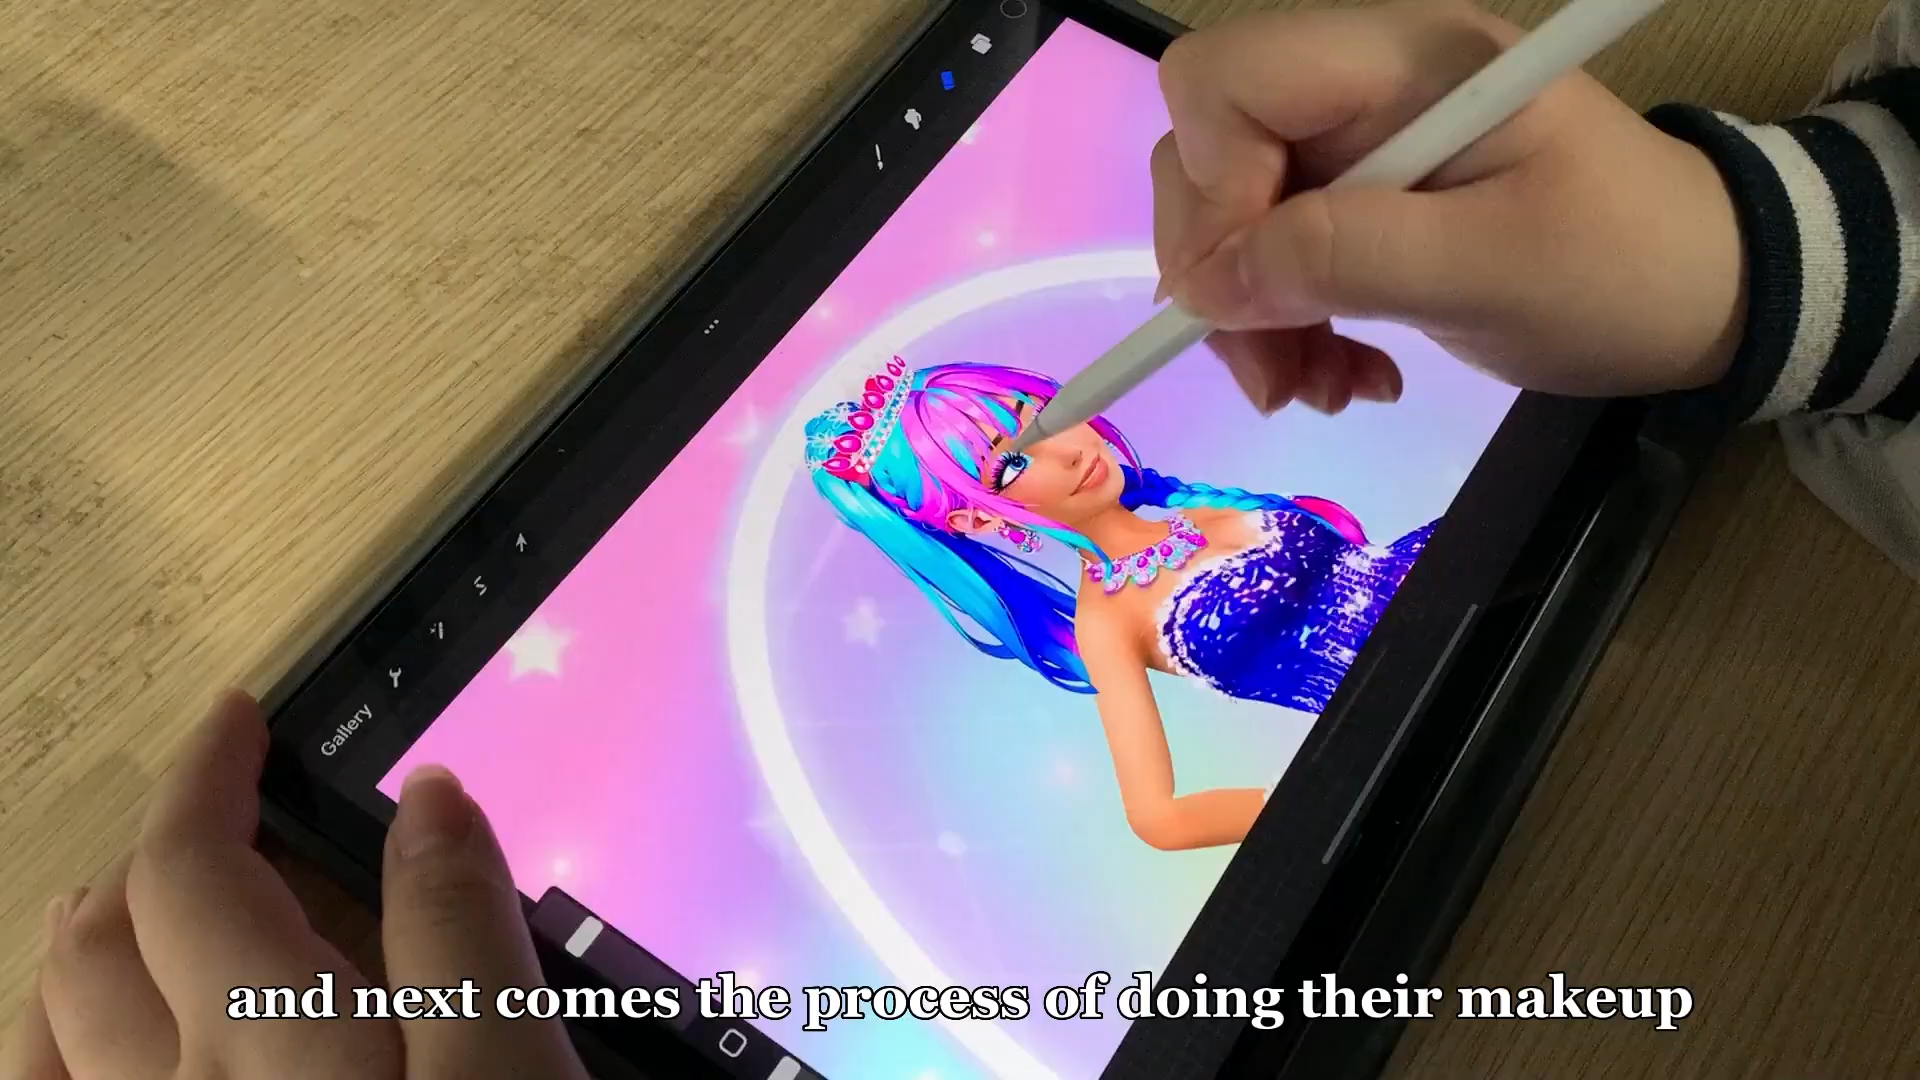 Gallery
and next comes the process of doing their makeup